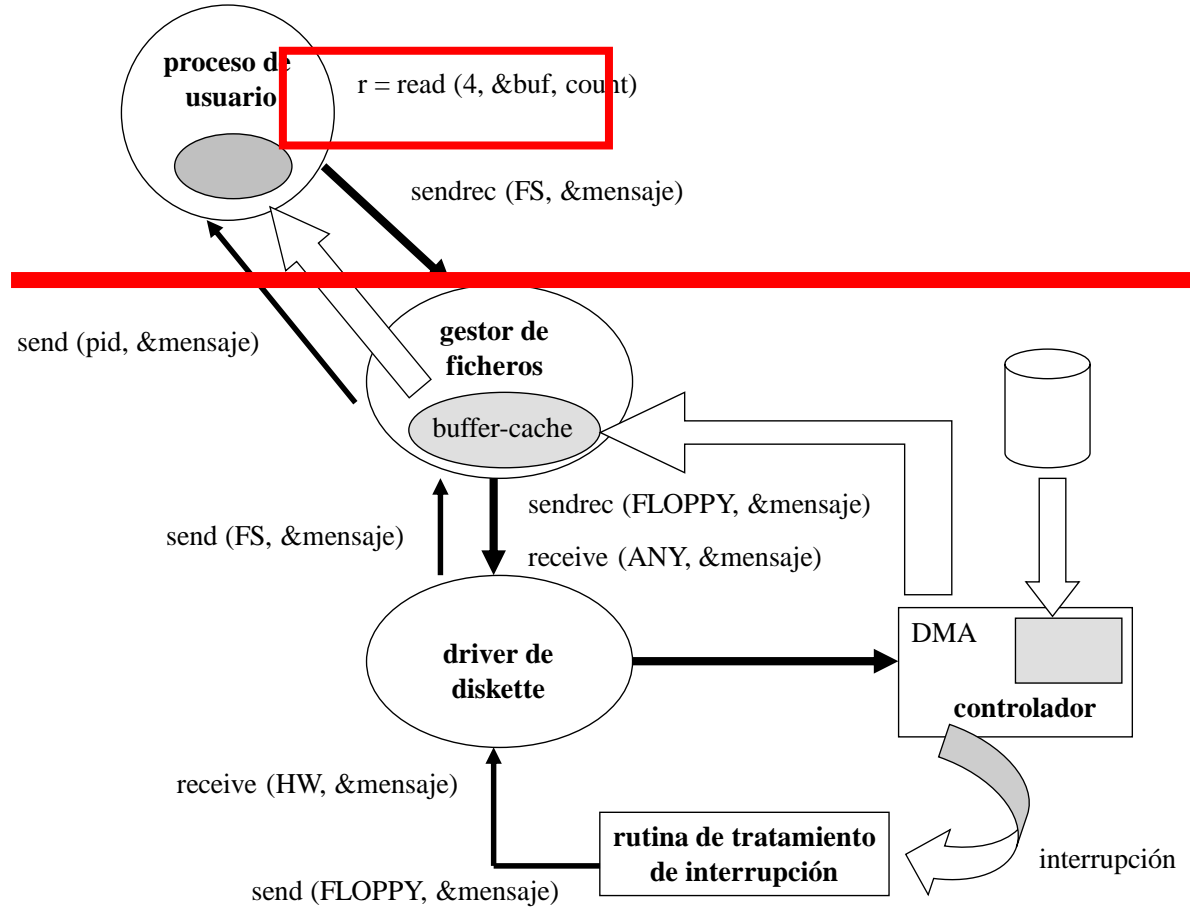 proceso de
usuario
r = read (4, &buf, count)
sendrec (FS, &mensaje)
send (pid, &mensaje)
gestor de
ficheros
buffer-cache
sendrec (FLOPPY, &mensaje)
send (FS, &mensaje)
receive (ANY, &mensaje)
DMA
driver de
diskette
controlador
receive (HW, &mensaje)
rutina de tratamiento
de interrupción
interrupción
send (FLOPPY, &mensaje)